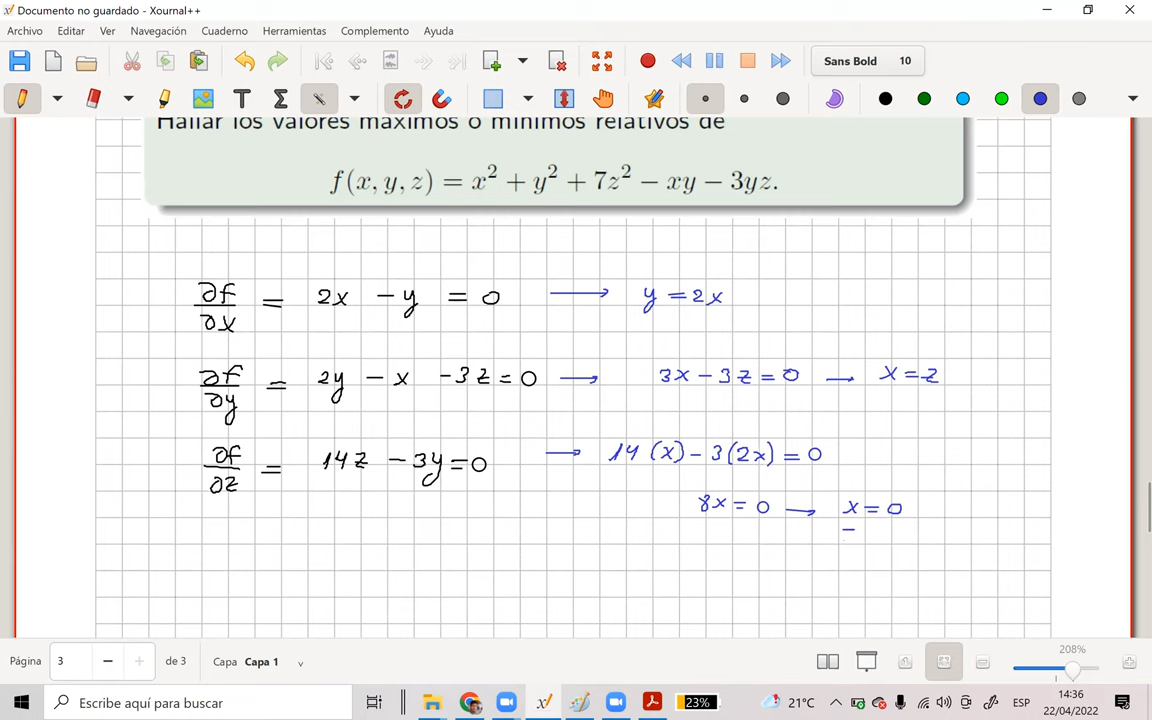 Documento no guardado - Xournal++
Archivo Editar Ver Navegación Cuaderno Herramientas Complemento Ayuda
Sans Bold 10
Hallar los valores máximos o mínimos relativos de
f(x, y, z) = x² + y² + 7z² − xy − 3yz.
∂f/∂x = 2x − y = 0 → y = 2x
∂f/∂y = 2y − x − 3z = 0 → 3x − 3z = 0 → x = z
∂f/∂z = 14z − 3y = 0 → 14(x) − 3(2x) = 0
8x = 0 → x = 0
Página 3 de 3 Capa Capa 1 208%
Escribe aquí para buscar 23% 21°C ESP 14:36
22/04/2022